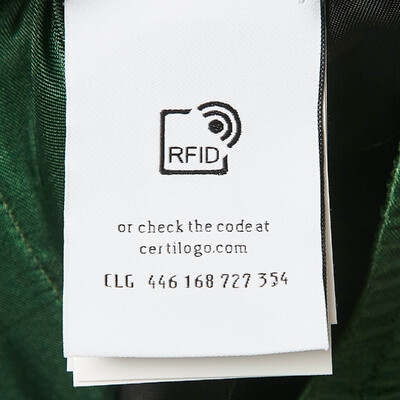 RFID
or check the code at
certilogo.com
CLG 446 168 727 354